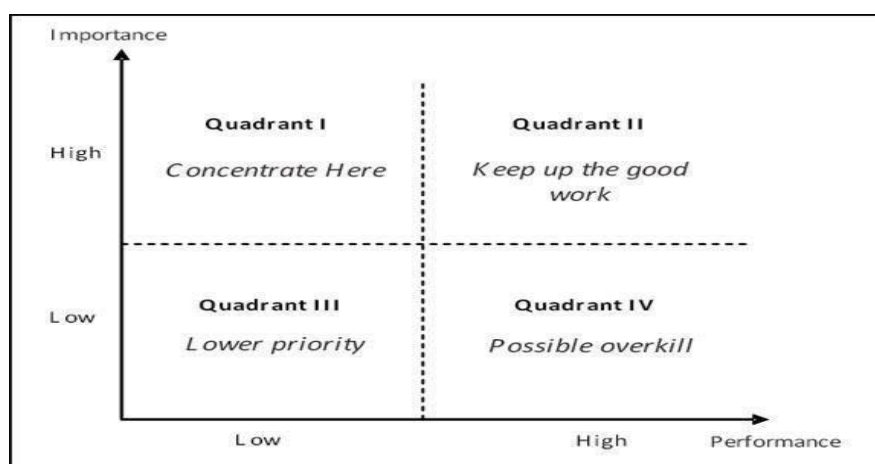 Importance
Quadrant I
Quadrant II
High
Concentrate Here
Keep up the good
work
Quadrant III
Quadrant IV
Low
Lower priority
Possible overkill
Low
High
Performance